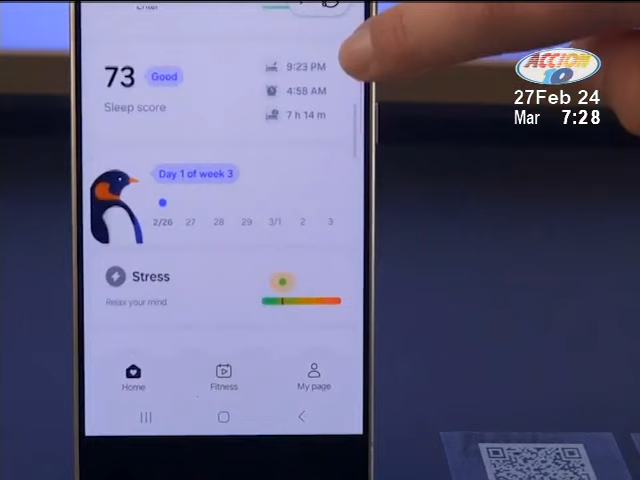 Enter
73 Good
Sleep score
9:23 PM
4:58 AM
7 h 14 m
ACCION
10
27Feb 24
Mar 7:28
Day 1 of week 3
2/26 27 28 29 3/1 2 3
Stress
Relax your mind
Home Fitness My page